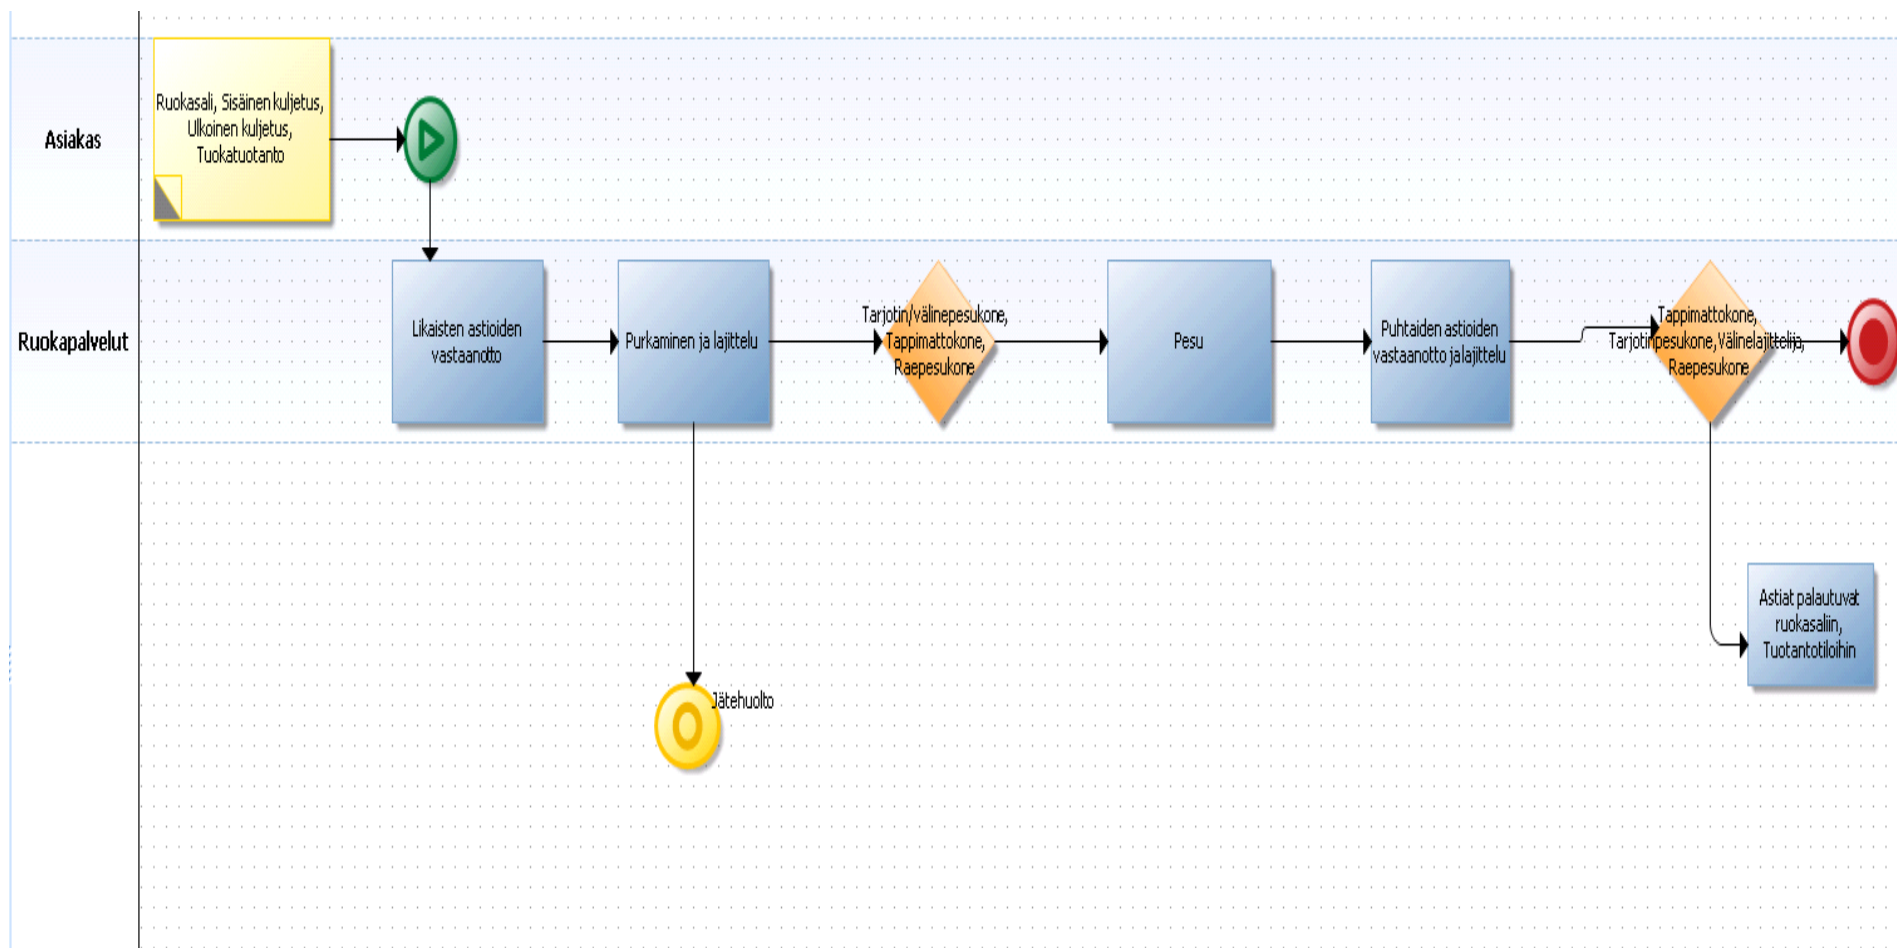 Asiakas
Ruokasali, Sisäinen kuljetus,
Ulkoinen kuljetus,
Tuokatuotanto
Ruokapalvelut
Likaisten astioiden
vastaanotto
Purkaminen ja lajittelu
Tarjotin/välinepesukone,
Tappimattokone,
Raepesukone
Pesu
Puhtaiden astioiden
vastaanotto ja lajittelu
Tappimattokone,
Tarjotinpesukone, Välinelajittelija,
Raepesukone
Astiat palautuvat
ruokasaliin,
Tuotantotiloihin
Jätehuolto